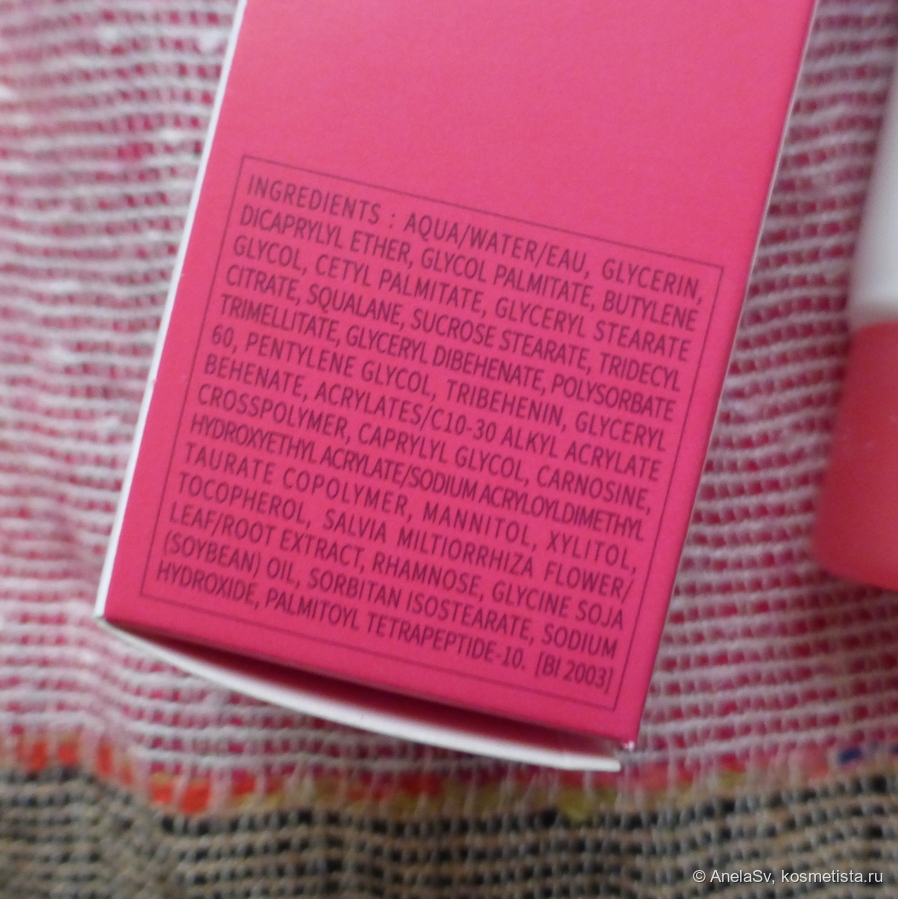 INGREDIENTS : AQUA/WATER/EAU, GLYCERIN,
DICAPRYLYL ETHER, GLYCOL PALMITATE, BUTYLENE
GLYCOL, CETYL PALMITATE, GLYCERYL STEARATE
CITRATE, SQUALANE, SUCROSE STEARATE, TRIDECYL
TRIMELLITATE, GLYCERYL DIBEHENATE, POLYSORBATE
60, PENTYLENE GLYCOL, TRIBEHENIN, GLYCERYL
BEHENATE, ACRYLATES/C10-30 ALKYL ACRYLATE
CROSSPOLYMER, CAPRYLYL GLYCOL, CARNOSINE,
HYDROXYETHYL ACRYLATE/SODIUM ACRYLOYLDIMETHYL
TAURATE COPOLYMER, MANNITOL, XYLITOL,
TOCOPHEROL, SALVIA MILTIORRHIZA FLOWER/
LEAF/ROOT EXTRACT, RHAMNOSE, GLYCINE SOJA
(SOYBEAN) OIL, SORBITAN ISOSTEARATE, SODIUM
HYDROXIDE, PALMITOYL TETRAPEPTIDE-10. [BI 2003]
© AnelaSv, kosmetista.ru